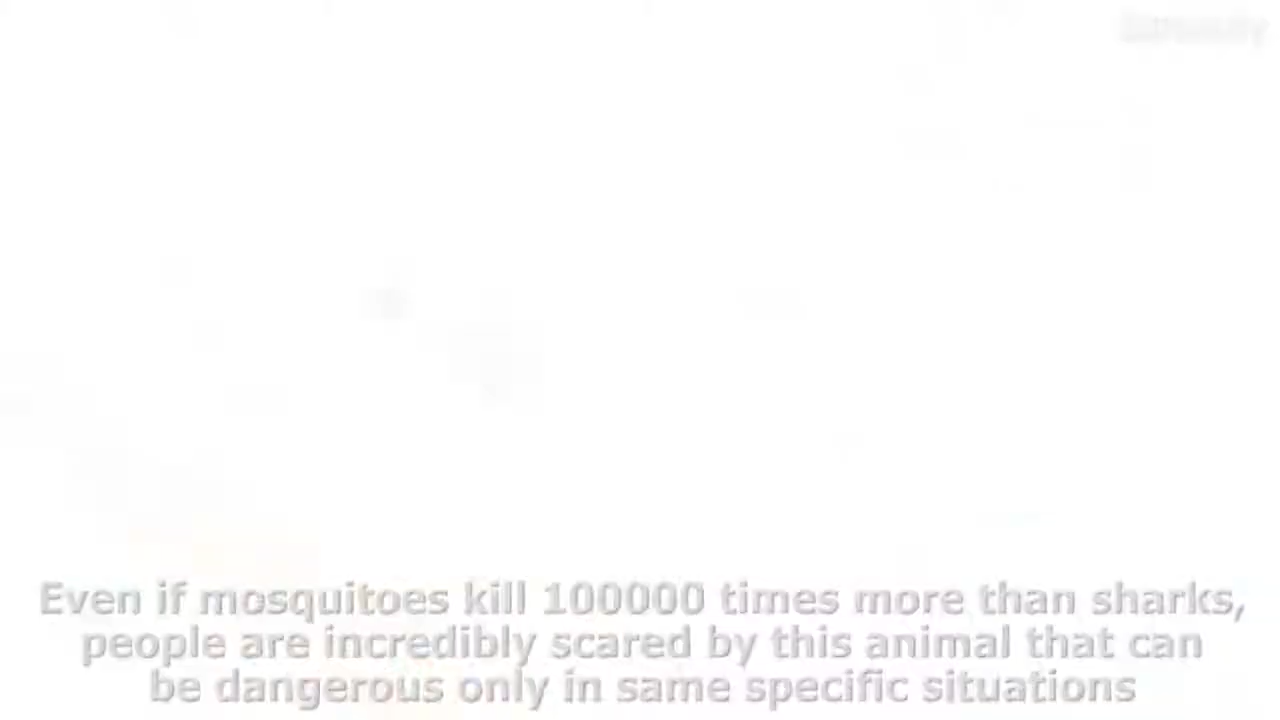 Even if mosquitoes kill 100000 times more than sharks,
people are incredibly scared by this animal that can
be dangerous only in same specific situations